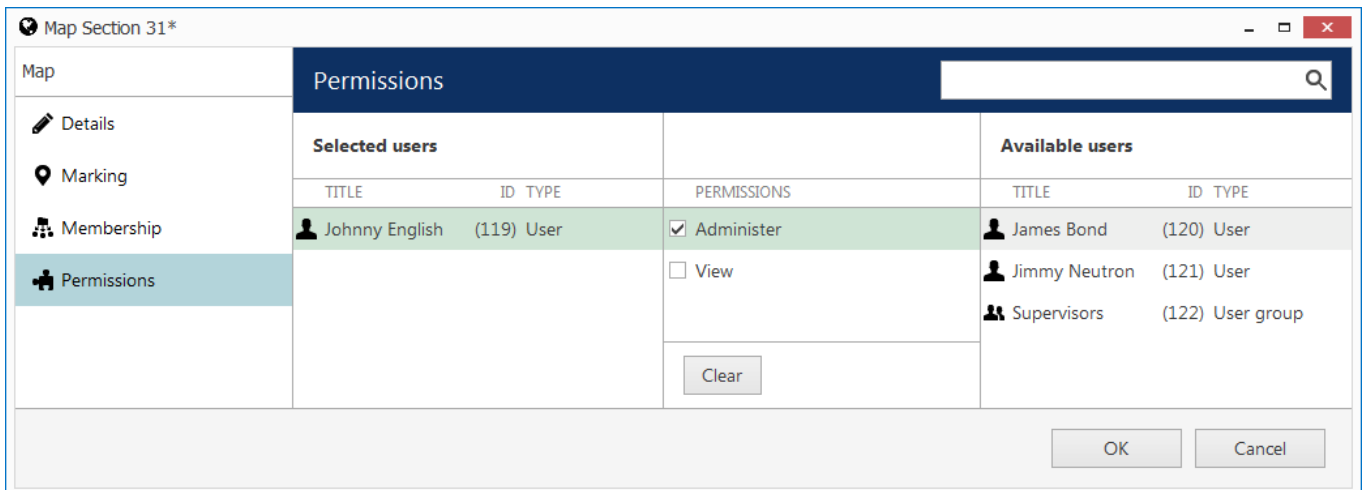 Map Section 31*
Map
Permissions
Details
Marking
Membership
Permissions
Selected users
Available users
TITLE ID TYPE
PERMISSIONS
TITLE ID TYPE
Johnny English (119) User
Administer
View
Clear
James Bond (120) User
Jimmy Neutron (121) User
Supervisors (122) User group
OK
Cancel